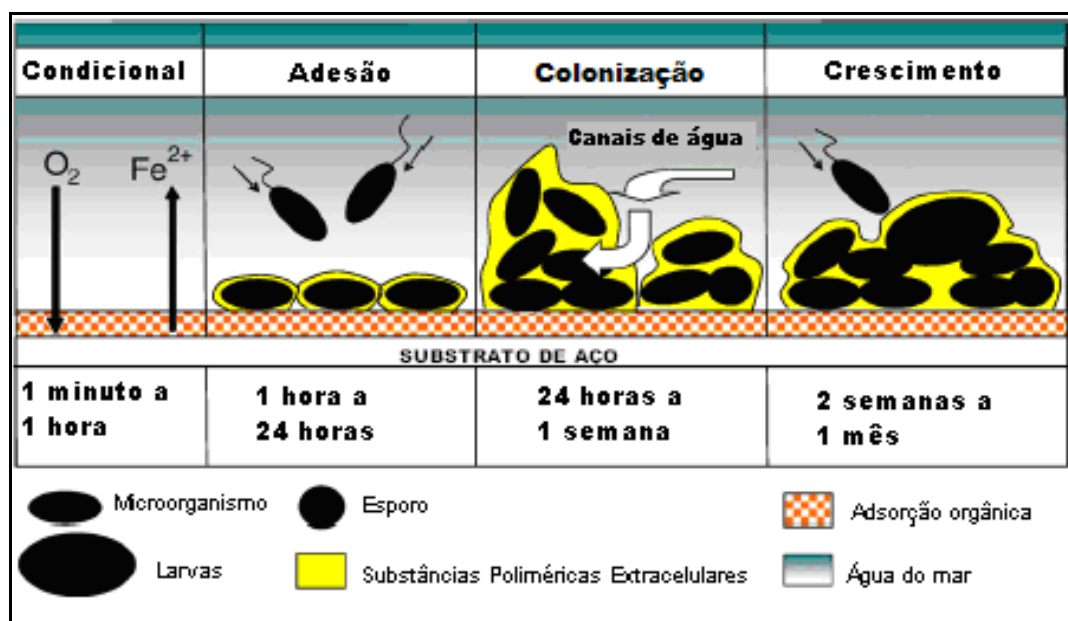 Condicional
Adesão
Colonização
Crescimento
O2
Fe2+
Canais de água
SUBSTRATO DE AÇO
1 minuto a
1 hora
1 hora a
24 horas
24 horas a
1 semana
2 semanas a
1 mês
Microorganismo
Esporo
Adsorção orgânica
Larvas
Substâncias Poliméricas Extracelulares
Água do mar